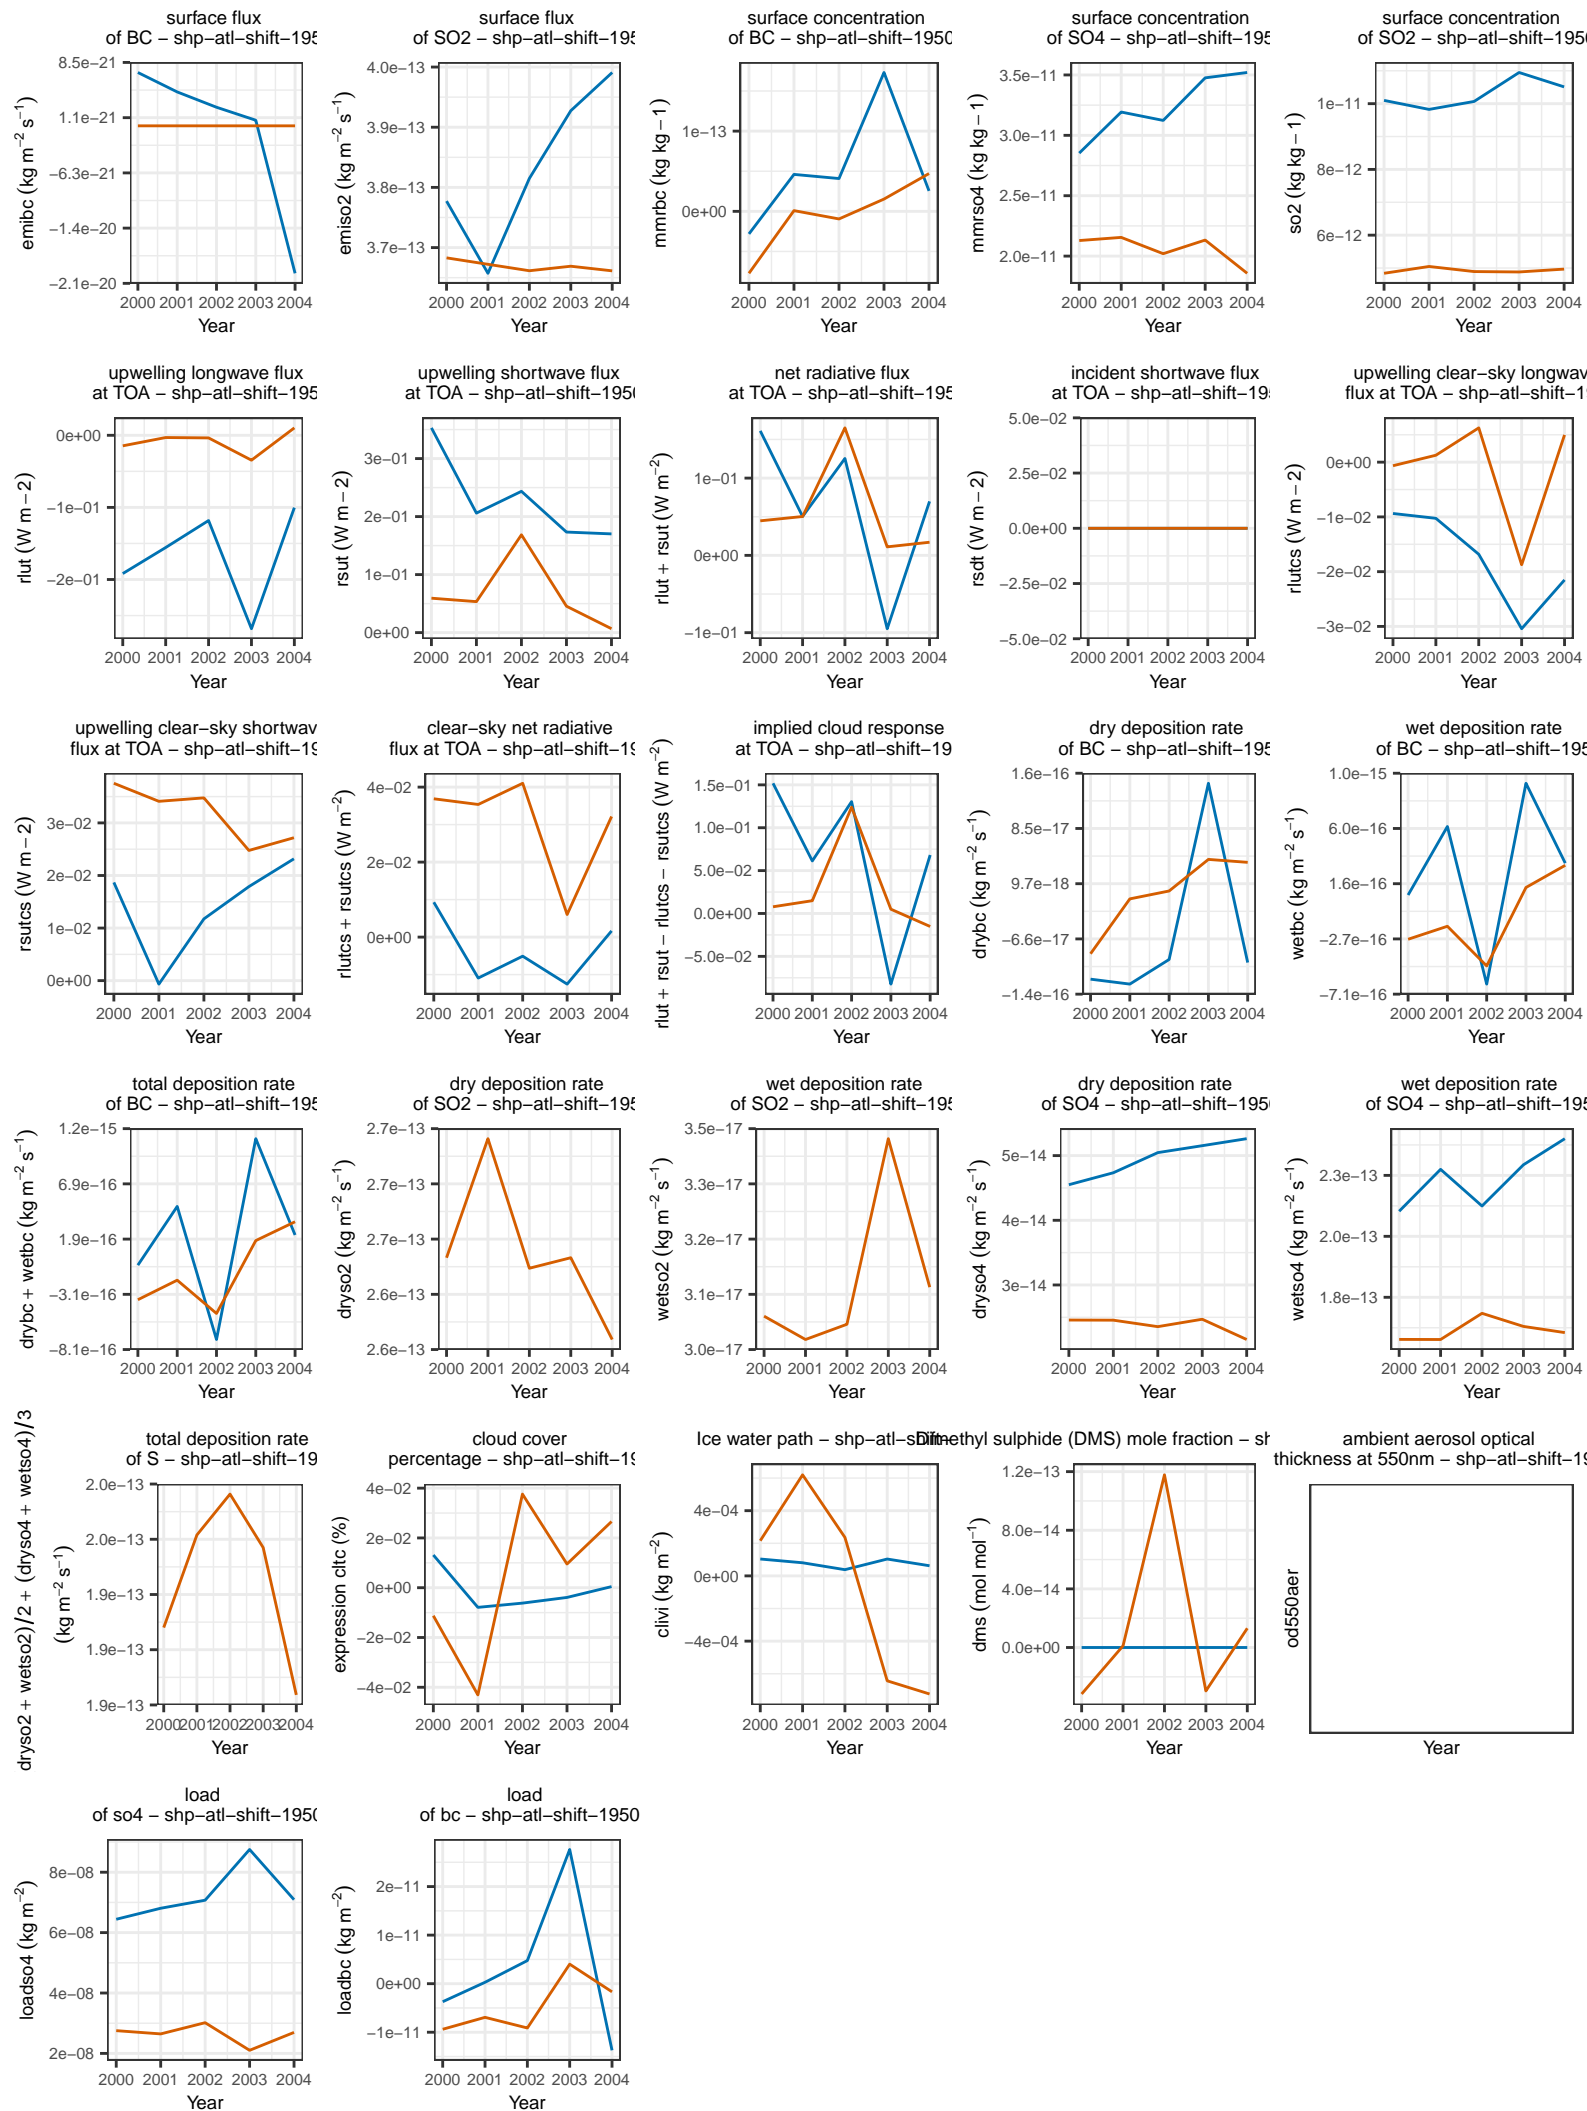 surface flux
of BC − shp−atl−shift−195
8.5e−21
1.1e−21
−6.3e−21
−1.4e−20
−2.1e−20
emibc (kg m−2 s−1)
2000 2001 2002 2003 2004
Year
surface flux
of SO2 − shp−atl−shift−195
4.0e−13
3.9e−13
3.8e−13
3.7e−13
emiso2 (kg m−2 s−1)
2000 2001 2002 2003 2004
Year
surface concentration
of BC − shp−atl−shift−1950
1e−13
0e+00
mmrbc (kg kg − 1)
2000 2001 2002 2003 2004
Year
surface concentration
of SO4 − shp−atl−shift−195
3.5e−11
3.0e−11
2.5e−11
2.0e−11
mmrso4 (kg kg − 1)
2000 2001 2002 2003 2004
Year
surface concentration
of SO2 − shp−atl−shift−195
1e−11
8e−12
6e−12
so2 (kg kg − 1)
2000 2001 2002 2003 2004
Year
upwelling longwave flux
at TOA − shp−atl−shift−195
0e+00
−1e−01
−2e−01
rlut (W m − 2)
2000 2001 2002 2003 2004
Year
upwelling shortwave flux
at TOA − shp−atl−shift−195
3e−01
2e−01
1e−01
0e+00
rsut (W m − 2)
2000 2001 2002 2003 2004
Year
net radiative flux
at TOA − shp−atl−shift−195
1e−01
0e+00
−1e−01
rlut + rsut (W m−2)
2000 2001 2002 2003 2004
Year
incident shortwave flux
at TOA − shp−atl−shift−195
5.0e−02
2.5e−02
0.0e+00
−2.5e−02
−5.0e−02
rsdt (W m − 2)
2000 2001 2002 2003 2004
Year
upwelling clear−sky longwav
flux at TOA − shp−atl−shift−1
0e+00
−1e−02
−2e−02
−3e−02
rlutcs (W m − 2)
2000 2001 2002 2003 2004
Year
upwelling clear−sky shortwav
flux at TOA − shp−atl−shift−19
3e−02
2e−02
1e−02
0e+00
rsutcs (W m − 2)
2000 2001 2002 2003 2004
Year
clear−sky net radiative
flux at TOA − shp−atl−shift−19
4e−02
2e−02
0e+00
rlutcs + rsutcs (W m−2)
2000 2001 2002 2003 2004
Year
implied cloud response
at TOA − shp−atl−shift−19
1.5e−01
1.0e−01
5.0e−02
0.0e+00
−5.0e−02
rlut + rsut − rlutcs − rsutcs (W m−2)
2000 2001 2002 2003 2004
Year
dry deposition rate
of BC − shp−atl−shift−195
1.6e−16
8.5e−17
9.7e−18
−6.6e−17
−1.4e−16
drybc (kg m−2 s−1)
2000 2001 2002 2003 2004
Year
wet deposition rate
of BC − shp−atl−shift−195
1.0e−15
6.0e−16
1.6e−16
−2.7e−16
−7.1e−16
wetbc (kg m−2 s−1)
2000 2001 2002 2003 2004
Year
total deposition rate
of BC − shp−atl−shift−195
1.2e−15
6.9e−16
1.9e−16
−3.1e−16
−8.1e−16
drybc + wetbc (kg m−2 s−1)
2000 2001 2002 2003 2004
Year
dry deposition rate
of SO2 − shp−atl−shift−195
2.7e−13
2.7e−13
2.7e−13
2.6e−13
2.6e−13
dryso2 (kg m−2 s−1)
2000 2001 2002 2003 2004
Year
wet deposition rate
of SO2 − shp−atl−shift−195
3.5e−17
3.3e−17
3.2e−17
3.1e−17
3.0e−17
wetso2 (kg m−2 s−1)
2000 2001 2002 2003 2004
Year
dry deposition rate
of SO4 − shp−atl−shift−195
5e−14
4e−14
3e−14
dryso4 (kg m−2 s−1)
2000 2001 2002 2003 2004
Year
wet deposition rate
of SO4 − shp−atl−shift−195
2.3e−13
2.0e−13
1.8e−13
wetso4 (kg m−2 s−1)
2000 2001 2002 2003 2004
Year
total deposition rate
of S − shp−atl−shift−19
2.0e−13
2.0e−13
1.9e−13
1.9e−13
1.9e−13
dryso2 + wetso2)/2 + (dryso4 + wetso4)/3
(kg m−2 s−1)
2000 2001 2002 2003 2004
Year
cloud cover
percentage − shp−atl−shift−19
4e−02
2e−02
0e+00
−2e−02
−4e−02
expression cltc (%)
2000 2001 2002 2003 2004
Year
Ice water path − shp−atl−shift−
4e−04
0e+00
−4e−04
clivi (kg m−2)
2000 2001 2002 2003 2004
Year
Dimethyl sulphide (DMS) mole fraction − sh
1.2e−13
8.0e−14
4.0e−14
0.0e+00
dms (mol mol−1)
2000 2001 2002 2003 2004
Year
ambient aerosol optical
thickness at 550nm − shp−atl−shift−19
od550aer
Year
load
of so4 − shp−atl−shift−1950
8e−08
6e−08
4e−08
2e−08
loadso4 (kg m−2)
2000 2001 2002 2003 2004
Year
load
of bc − shp−atl−shift−1950
2e−11
1e−11
0e+00
−1e−11
loadbc (kg m−2)
2000 2001 2002 2003 2004
Year